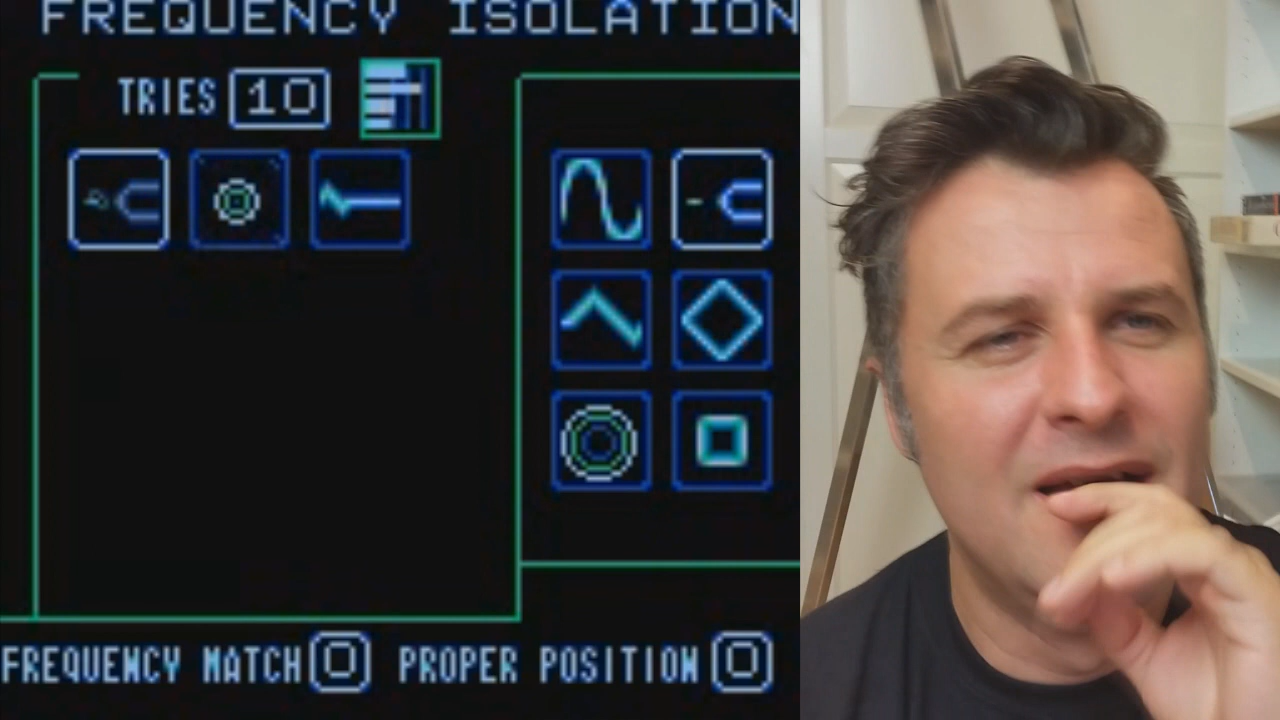 FREQUENCY ISOLATION
TRIES 10
FREQUENCY MATCH 0 PROPER POSITION 0